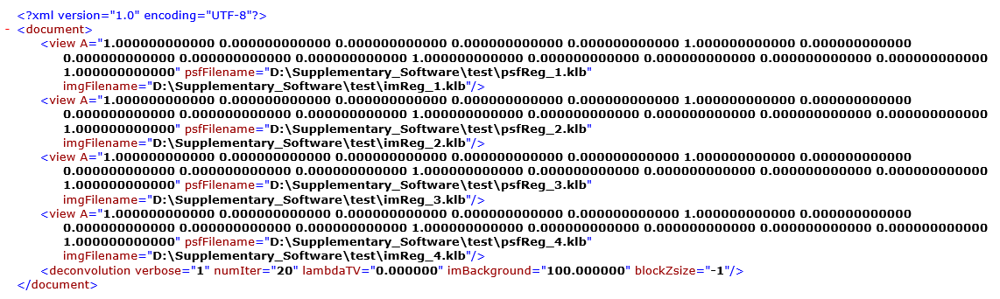 <?xml version="1.0" encoding="UTF-8"?>
- <document>
<view A="1.000000000000 0.000000000000 0.000000000000 0.000000000000 0.000000000000 1.000000000000 0.000000000000
0.000000000000 0.000000000000 0.000000000000 1.000000000000 0.000000000000 0.000000000000 0.000000000000 0.000000000000
1.000000000000" psfFilename="D:\Supplementary_Software\test\psfReg_1.klb"
imgFilename="D:\Supplementary_Software\test\imReg_1.klb"/>
<view A="1.000000000000 0.000000000000 0.000000000000 0.000000000000 0.000000000000 1.000000000000 0.000000000000
0.000000000000 0.000000000000 0.000000000000 1.000000000000 0.000000000000 0.000000000000 0.000000000000 0.000000000000
1.000000000000" psfFilename="D:\Supplementary_Software\test\psfReg_2.klb"
imgFilename="D:\Supplementary_Software\test\imReg_2.klb"/>
<view A="1.000000000000 0.000000000000 0.000000000000 0.000000000000 0.000000000000 1.000000000000 0.000000000000
0.000000000000 0.000000000000 0.000000000000 1.000000000000 0.000000000000 0.000000000000 0.000000000000 0.000000000000
1.000000000000" psfFilename="D:\Supplementary_Software\test\psfReg_3.klb"
imgFilename="D:\Supplementary_Software\test\imReg_3.klb"/>
<view A="1.000000000000 0.000000000000 0.000000000000 0.000000000000 0.000000000000 1.000000000000 0.000000000000
0.000000000000 0.000000000000 0.000000000000 1.000000000000 0.000000000000 0.000000000000 0.000000000000 0.000000000000
1.000000000000" psfFilename="D:\Supplementary_Software\test\psfReg_4.klb"
imgFilename="D:\Supplementary_Software\test\imReg_4.klb"/>
<deconvolution verbose="1" numIter="20" lambdaTV="0.000000" imBackground="100.000000" blockZsize="-1"/>
</document>